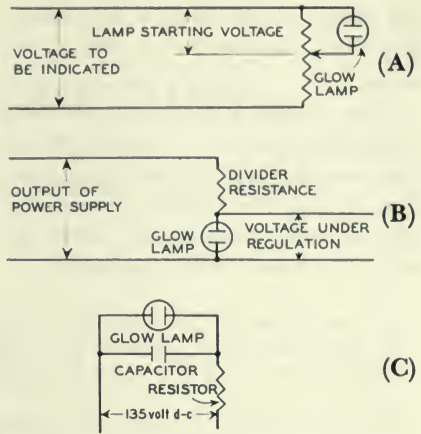 LAMP STARTING VOLTAGE
VOLTAGE TO
BE INDICATED
GLOW
LAMP
(A)
OUTPUT OF
POWER SUPPLY
DIVIDER
RESISTANCE
GLOW
LAMP
VOLTAGE UNDER
REGULATION
(B)
GLOW LAMP
CAPACITOR
RESISTOR
135 volt d-c
(C)